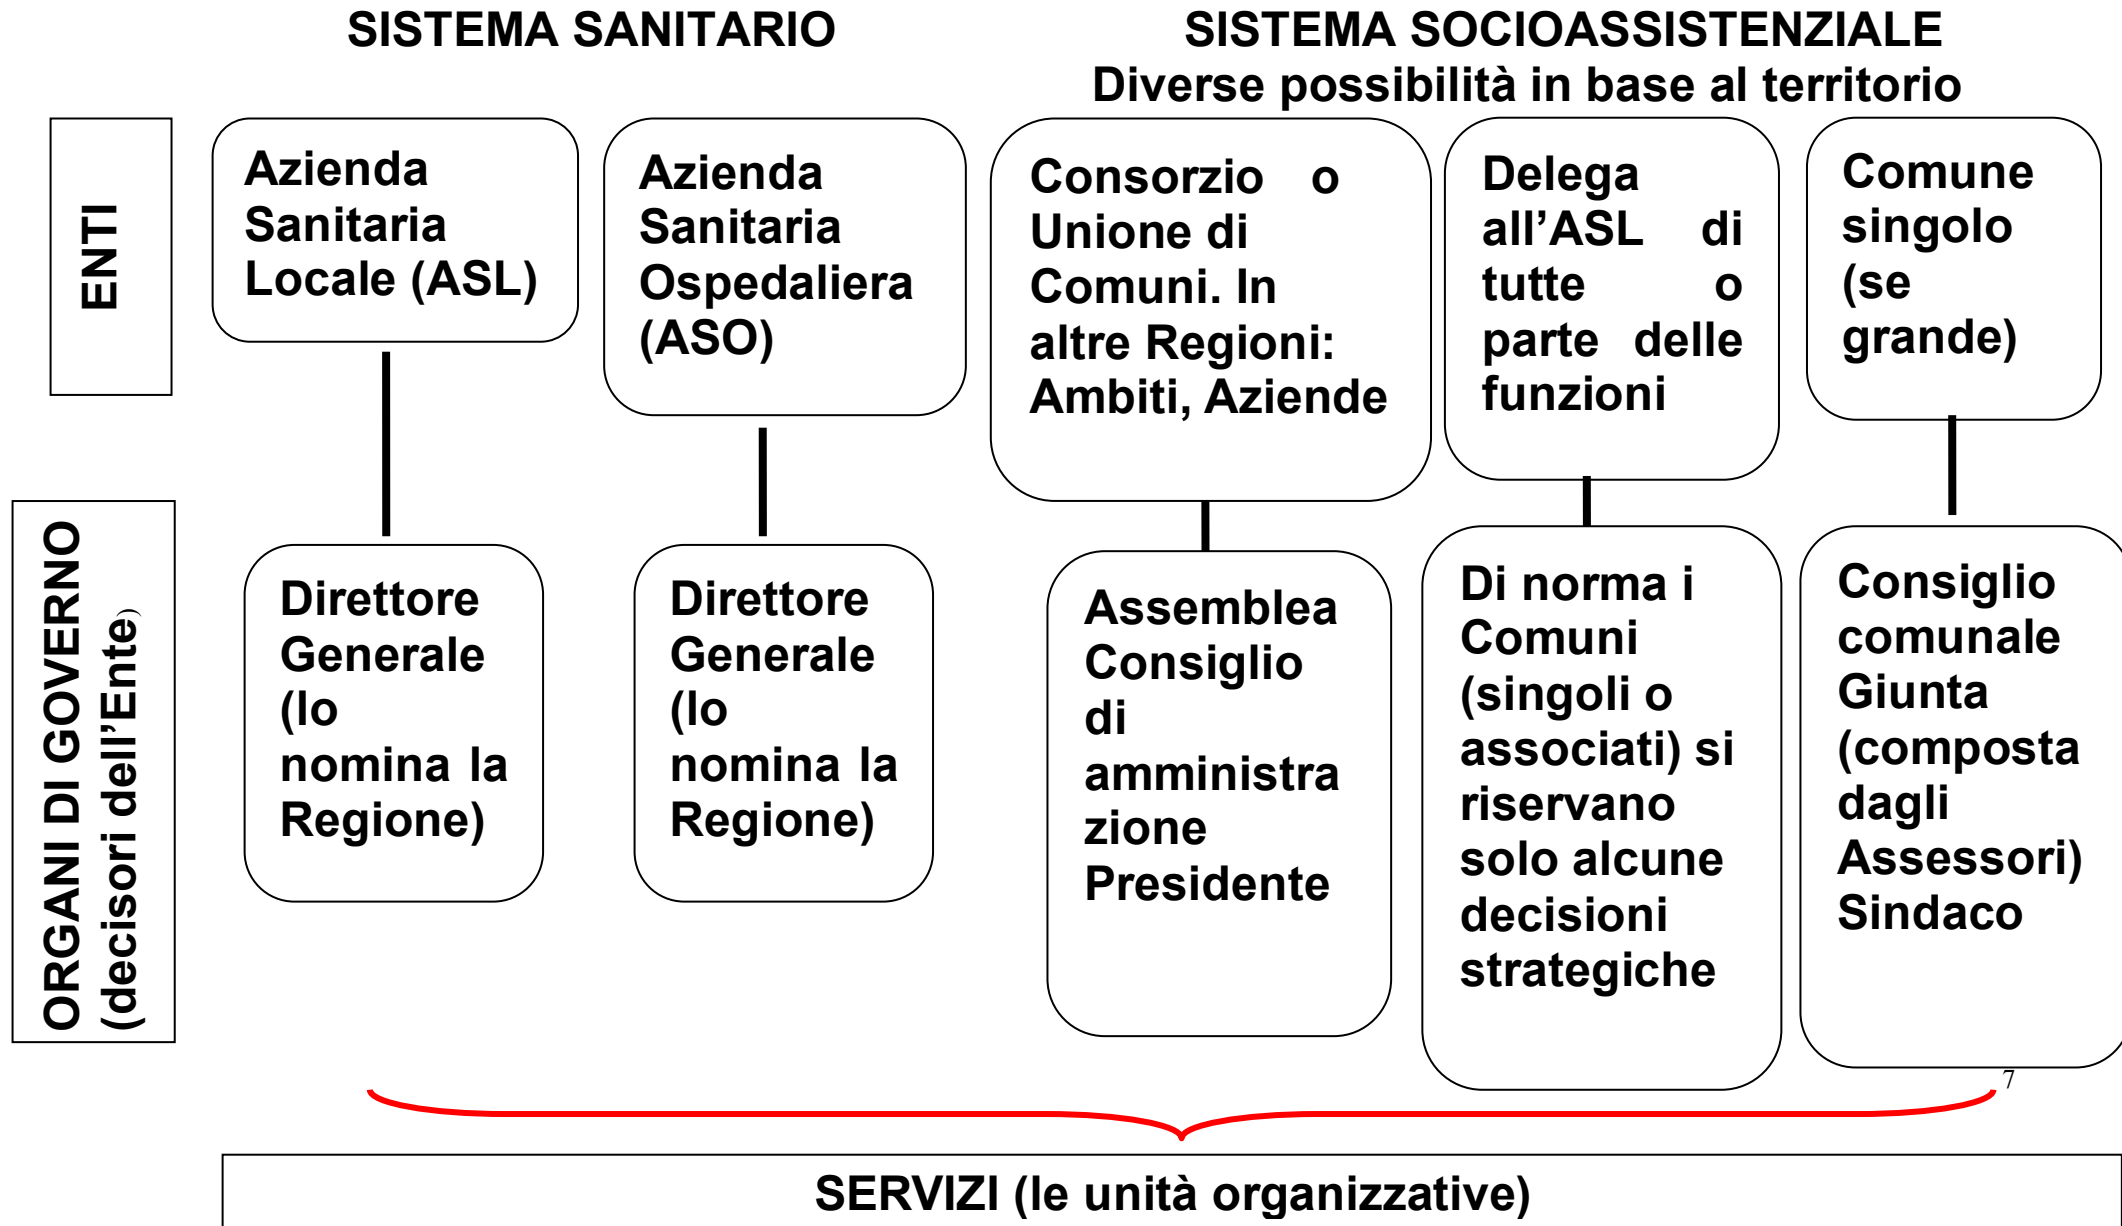 SISTEMA SANITARIO
SISTEMA SOCIOASSISTENZIALE
Diverse possibilità in base al territorio
ENTI
Azienda
Sanitaria
Locale (ASL)
Azienda
Sanitaria
Ospedaliera
(ASO)
Consorzio o
Unione di
Comuni. In
altre Regioni:
Ambiti, Aziende
Delega
all’ASL di
tutte o
parte delle
funzioni
Comune
singolo
(se
grande)
ORGANI DI GOVERNO
(decisori dell’Ente)
Direttore
Generale
(lo
nomina la
Regione)
Direttore
Generale
(lo
nomina la
Regione)
Assemblea
Consiglio
di
amministra
zione
Presidente
Di norma i
Comuni
(singoli o
associati) si
riservano
solo alcune
decisioni
strategiche
Consiglio
comunale
Giunta
(composta
dagli
Assessori)
Sindaco
7
SERVIZI (le unità organizzative)